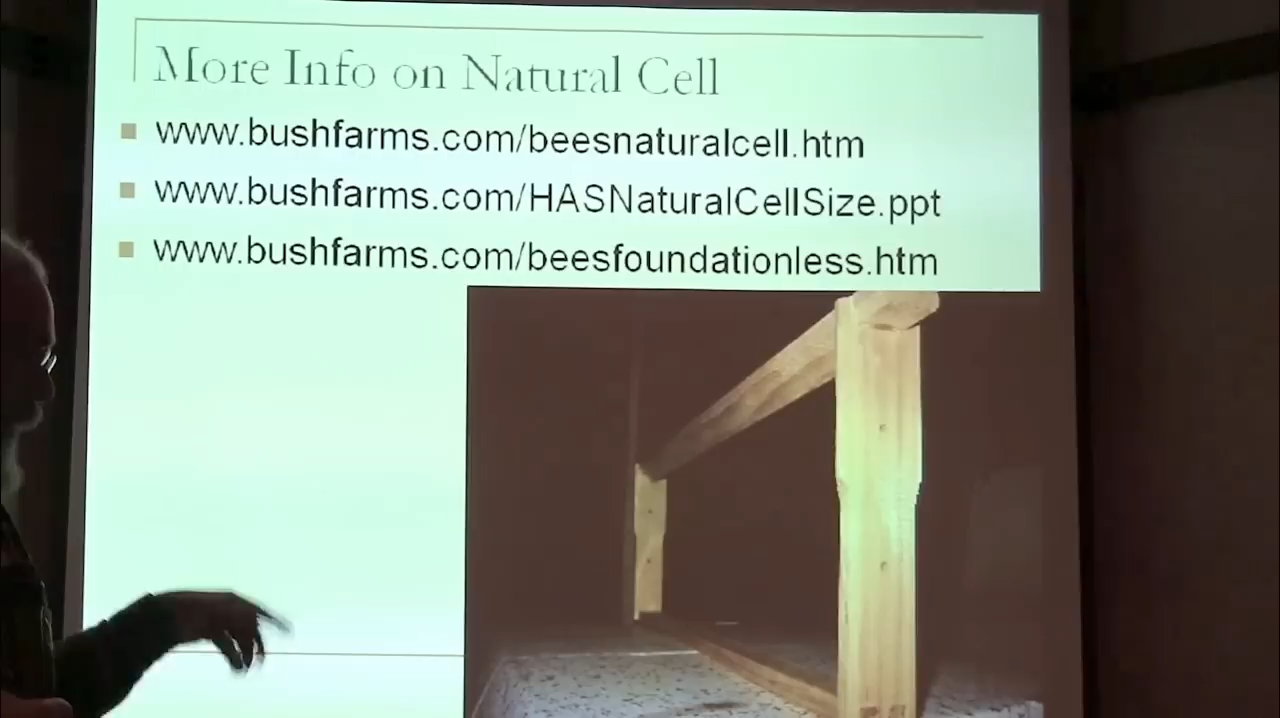 More Info on Natural Cell
www.bushfarms.com/beesnaturalcell.htm
www.bushfarms.com/HASNaturalCellSize.ppt
www.bushfarms.com/beesfoundationless.htm